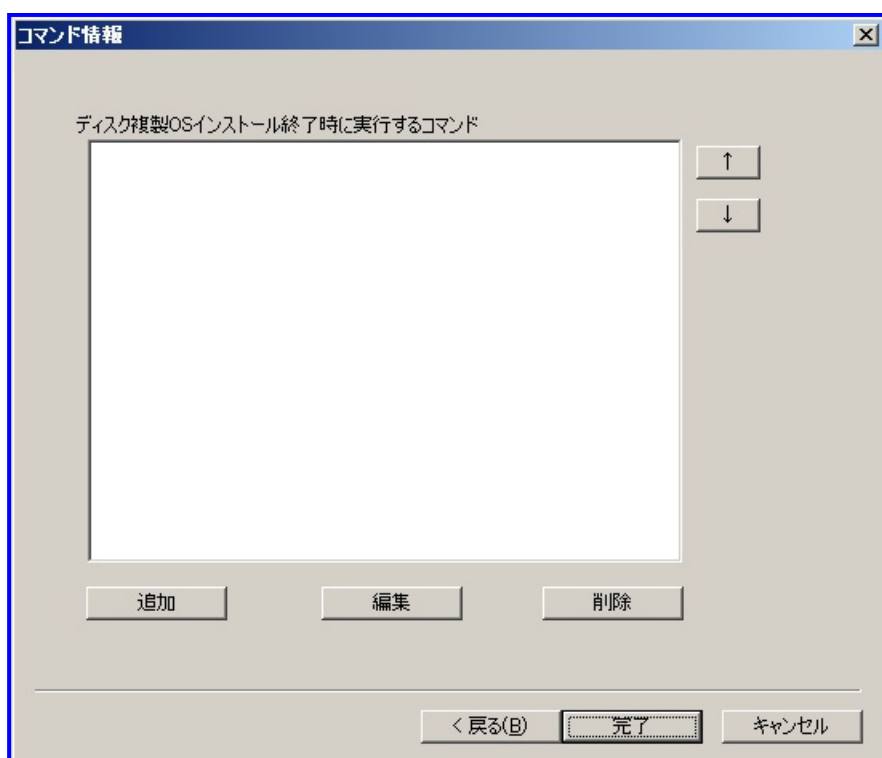 コマンド情報
ディスク複製OSインストール終了時に実行するコマンド
↑
↓
追加 編集 削除
< 戻る(B) 完了 キャンセル